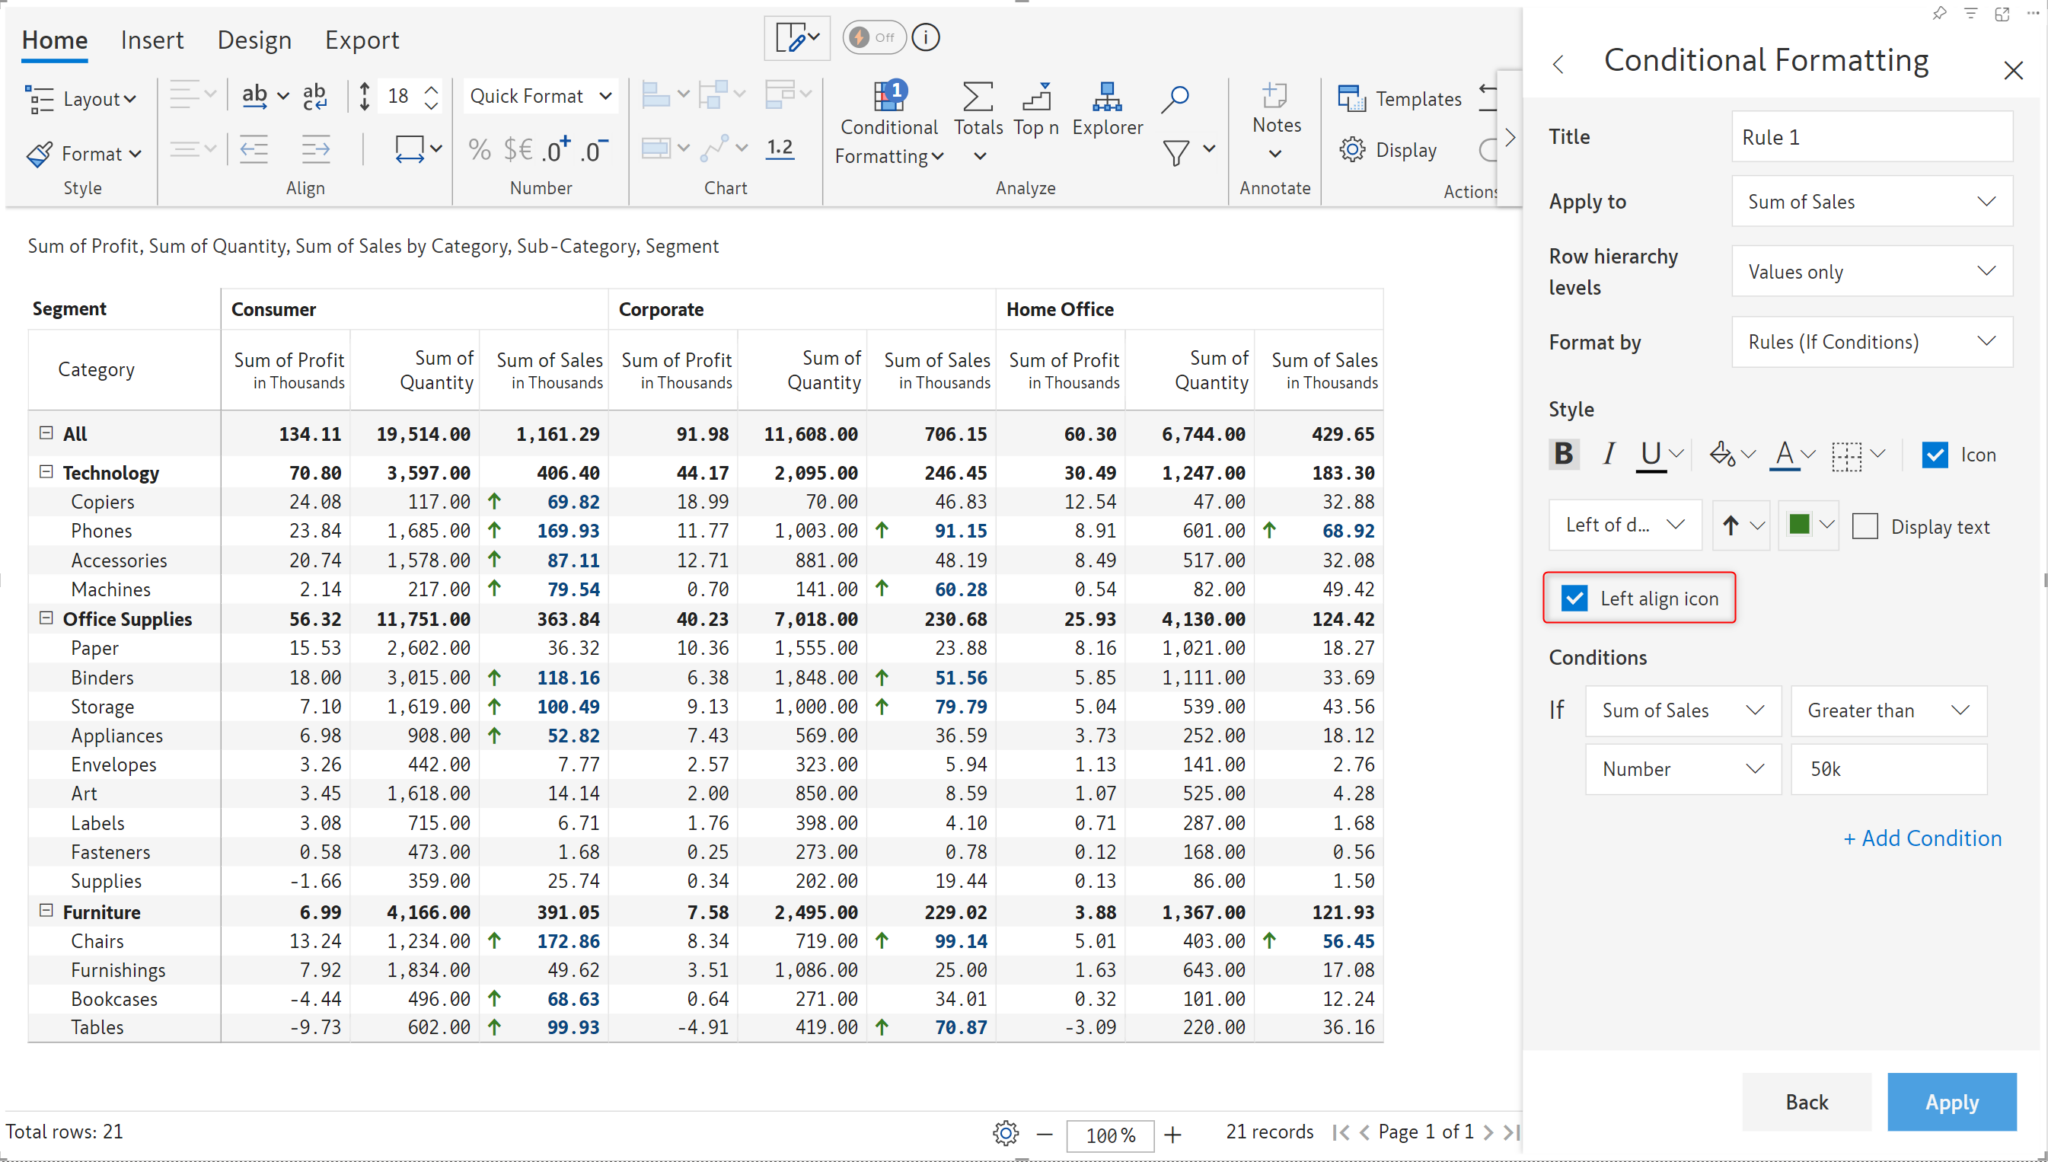 Home Insert Design Export Off i
Layout ab ab 18 Quick Format 1 Templates
Conditional Formatting Totals Top n Explorer Notes
Format % $€ .0+ .0- 1.2 Display
Style Align Number Chart Analyze Annotate Actions
Sum of Profit, Sum of Quantity, Sum of Sales by Category, Sub-Category, Segment
Segment Consumer Corporate Home Office
Category Sum of Profit in Thousands Sum of Quantity Sum of Sales in Thousands Sum of Profit in Thousands Sum of Quantity Sum of Sales in Thousands Sum of Profit in Thousands Sum of Quantity Sum of Sales in Thousands
All 134.11 19,514.00 1,161.29 91.98 11,608.00 706.15 60.30 6,744.00 429.65
Technology 70.80 3,597.00 406.40 44.17 2,095.00 246.45 30.49 1,247.00 183.30
Copiers 24.08 117.00 ↑ 69.82 18.99 70.00 46.83 12.54 47.00 32.88
Phones 23.84 1,685.00 ↑ 169.93 11.77 1,003.00 ↑ 91.15 8.91 601.00 ↑ 68.92
Accessories 20.74 1,578.00 ↑ 87.11 12.71 881.00 48.19 8.49 517.00 32.08
Machines 2.14 217.00 ↑ 79.54 0.70 141.00 ↑ 60.28 0.54 82.00 49.42
Office Supplies 56.32 11,751.00 363.84 40.23 7,018.00 230.68 25.93 4,130.00 124.42
Paper 15.53 2,602.00 36.32 10.36 1,555.00 23.88 8.16 1,021.00 18.27
Binders 18.00 3,015.00 ↑ 118.16 6.38 1,848.00 ↑ 51.56 5.85 1,111.00 33.69
Storage 7.10 1,619.00 ↑ 100.49 9.13 1,000.00 ↑ 79.79 5.04 539.00 43.56
Appliances 6.98 908.00 ↑ 52.82 7.43 569.00 36.59 3.73 252.00 18.12
Envelopes 3.26 442.00 7.77 2.57 323.00 5.94 1.13 141.00 2.76
Art 3.45 1,618.00 14.14 2.00 850.00 8.59 1.07 525.00 4.28
Labels 3.08 715.00 6.71 1.76 398.00 4.10 0.71 287.00 1.68
Fasteners 0.58 473.00 1.68 0.25 273.00 0.78 0.12 168.00 0.56
Supplies -1.66 359.00 25.74 0.34 202.00 19.44 0.13 86.00 1.50
Furniture 6.99 4,166.00 391.05 7.58 2,495.00 229.02 3.88 1,367.00 121.93
Chairs 13.24 1,234.00 ↑ 172.86 8.34 719.00 ↑ 99.14 5.01 403.00 ↑ 56.45
Furnishings 7.92 1,834.00 49.62 3.51 1,086.00 25.00 1.63 643.00 17.08
Bookcases -4.44 496.00 ↑ 68.63 0.64 271.00 34.01 0.32 101.00 12.24
Tables -9.73 602.00 ↑ 99.93 -4.91 419.00 ↑ 70.87 -3.09 220.00 36.16
Total rows: 21 100% 21 records Page 1 of 1
Conditional Formatting
Title Rule 1
Apply to Sum of Sales
Row hierarchy levels Values only
Format by Rules (If Conditions)
Style
B I U A Icon
Left of d... Display text
Left align icon
Conditions
If Sum of Sales Greater than
Number 50k
+ Add Condition
Back Apply